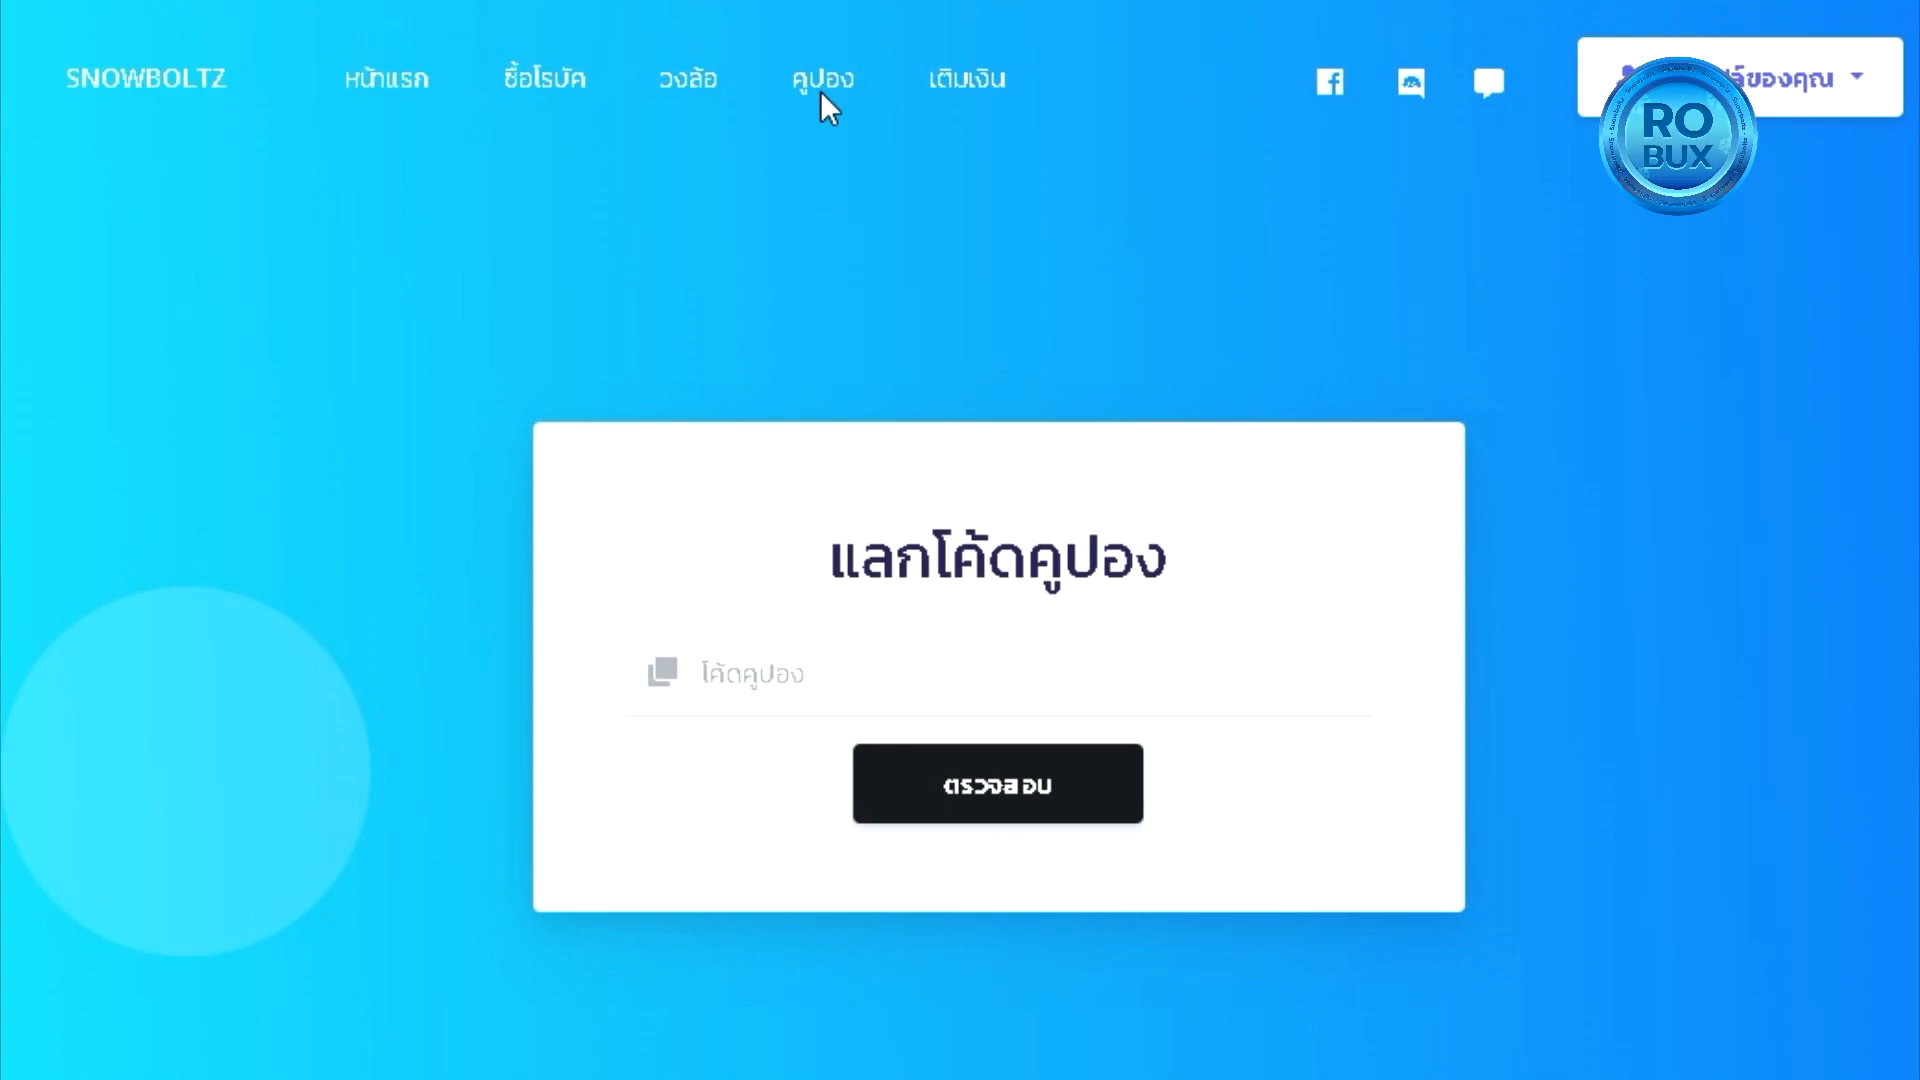 SNOWBOLTZ
หน้าแรก
ซื้อโรบัค
วงล้อ
คูปอง
เติมเงิน
ล์ของคุณ
RO
BUX
แลกโค้ดคูปอง
โค้ดคูปอง
ตรวจสอบ